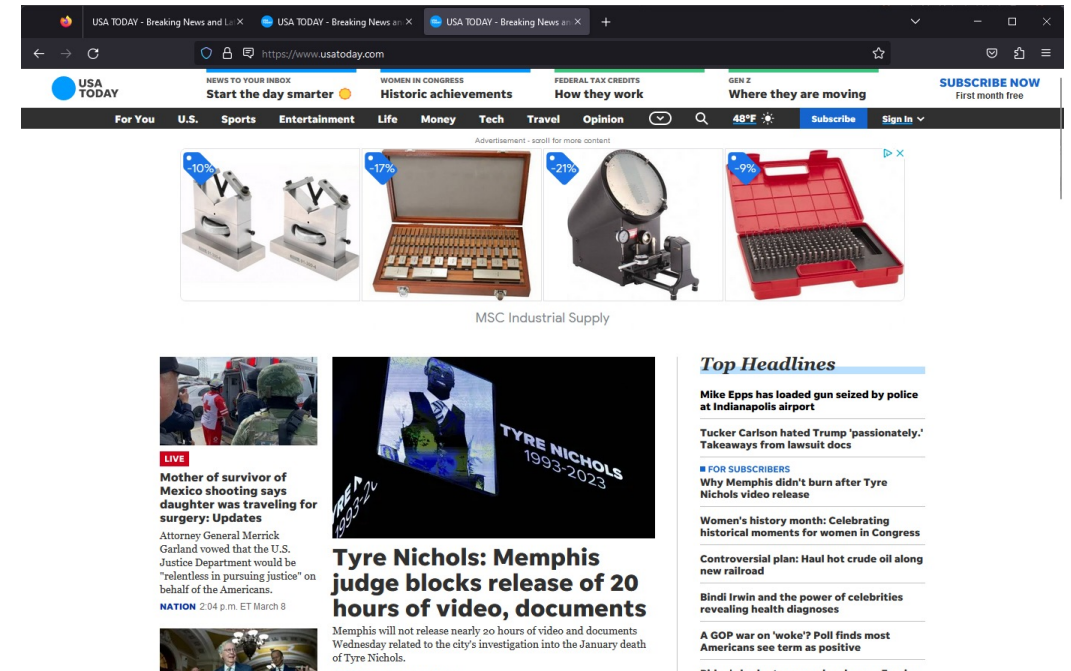 USA TODAY - Breaking News and La
USA TODAY - Breaking News an
USA TODAY - Breaking News an
https://www.usatoday.com
USA
TODAY
NEWS TO YOUR INBOX
Start the day smarter
WOMEN IN CONGRESS
Historic achievements
FEDERAL TAX CREDITS
How they work
GEN Z
Where they are moving
SUBSCRIBE NOW
First month free
For You U.S. Sports Entertainment Life Money Tech Travel Opinion 48°F Subscribe Sign In
Advertisement - scroll for more content
-10%
-17%
-21%
-9%
MSC Industrial Supply
LIVE
Mother of survivor of
Mexico shooting says
daughter was traveling for
surgery: Updates
Attorney General Merrick
Garland vowed that the U.S.
Justice Department would be
"relentless in pursuing justice" on
behalf of the Americans.
NATION 2:04 p.m. ET March 8
TYRE NICHOLS
1993-2023
Tyre Nichols: Memphis
judge blocks release of 20
hours of video, documents
Memphis will not release nearly 20 hours of video and documents
Wednesday related to the city's investigation into the January death
of Tyre Nichols.
Top Headlines
Mike Epps has loaded gun seized by police
at Indianapolis airport
Tucker Carlson hated Trump 'passionately.'
Takeaways from lawsuit docs
FOR SUBSCRIBERS
Why Memphis didn't burn after Tyre
Nichols video release
Women's history month: Celebrating
historical moments for women in Congress
Controversial plan: Haul hot crude oil along
new railroad
Bindi Irwin and the power of celebrities
revealing health diagnoses
A GOP war on 'woke'? Poll finds most
Americans see term as positive